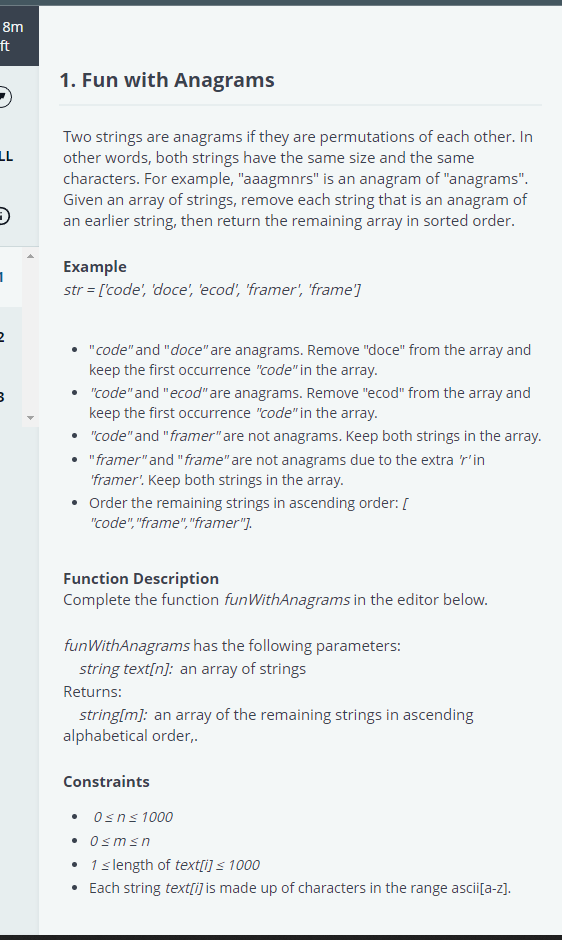 8m
ft
LL
1
2
3
1. Fun with Anagrams
Two strings are anagrams if they are permutations of each other. In
other words, both strings have the same size and the same
characters. For example, "aaagmnrs" is an anagram of "anagrams".
Given an array of strings, remove each string that is an anagram of
an earlier string, then return the remaining array in sorted order.
Example
str = ['code', 'doce', 'ecod', 'framer', 'frame']
• "code" and "doce" are anagrams. Remove "doce" from the array and
keep the first occurrence "code" in the array.
• "code" and "ecod" are anagrams. Remove "ecod" from the array and
keep the first occurrence "code" in the array.
• "code" and "framer" are not anagrams. Keep both strings in the array.
• "framer" and "frame" are not anagrams due to the extra 'r' in
'framer'. Keep both strings in the array.
• Order the remaining strings in ascending order: [
"code","frame","framer"].
Function Description
Complete the function funWithAnagrams in the editor below.
funWithAnagrams has the following parameters:
string text[n]: an array of strings
Returns:
string[m]: an array of the remaining strings in ascending
alphabetical order,.
Constraints
• 0 ≤ n ≤ 1000
• 0 ≤ m ≤ n
• 1 ≤ length of text[i] ≤ 1000
• Each string text[i] is made up of characters in the range ascii[a-z].